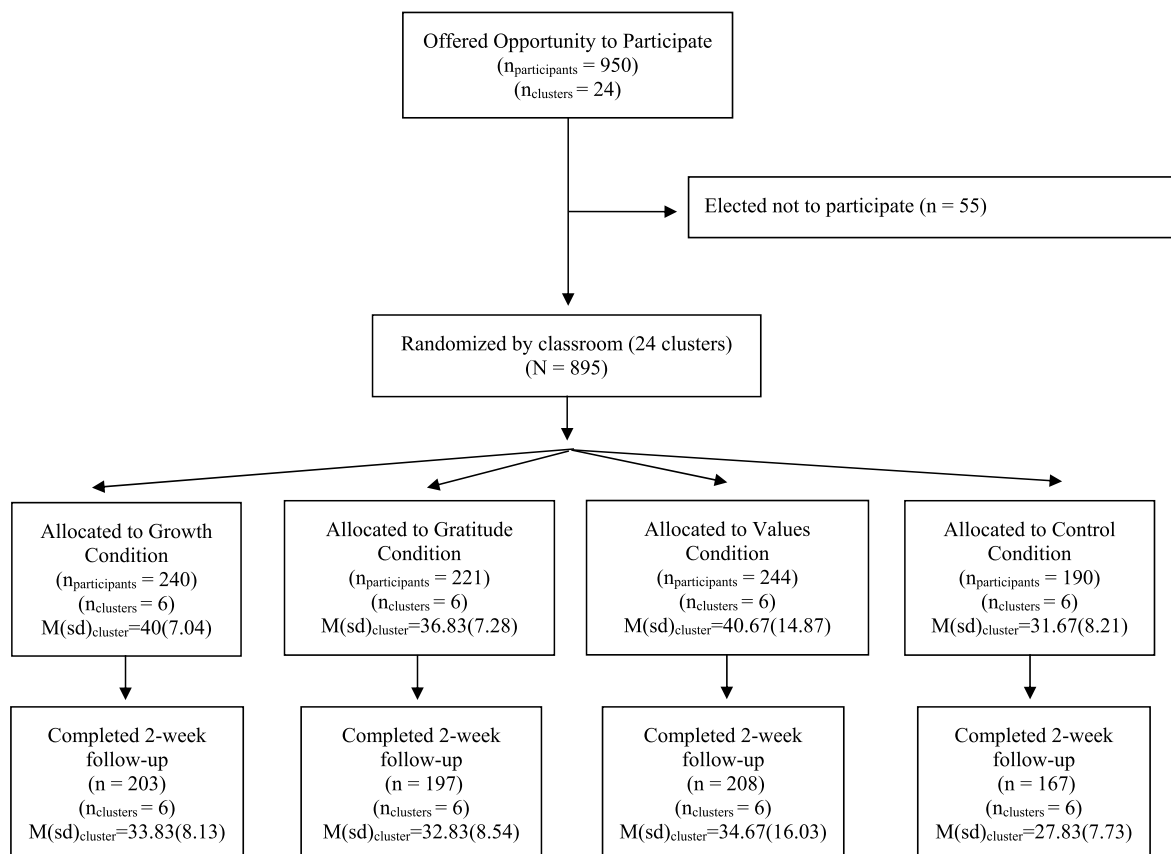 Offered Opportunity to Participate
(nparticipants = 950)
(nclusters = 24)
Elected not to participate (n = 55)
Randomized by classroom (24 clusters)
(N = 895)
Allocated to Growth
Condition
(nparticipants = 240)
(nclusters = 6)
M(sd)cluster=40(7.04)
Allocated to Gratitude
Condition
(nparticipants = 221)
(nclusters = 6)
M(sd)cluster=36.83(7.28)
Allocated to Values
Condition
(nparticipants = 244)
(nclusters = 6)
M(sd)cluster=40.67(14.87)
Allocated to Control
Condition
(nparticipants = 190)
(nclusters = 6)
M(sd)cluster=31.67(8.21)
Completed 2-week
follow-up
(n = 203)
(nclusters = 6)
M(sd)cluster=33.83(8.13)
Completed 2-week
follow-up
(n = 197)
(nclusters = 6)
M(sd)cluster=32.83(8.54)
Completed 2-week
follow-up
(n = 208)
(nclusters = 6)
M(sd)cluster=34.67(16.03)
Completed 2-week
follow-up
(n = 167)
(nclusters = 6)
M(sd)cluster=27.83(7.73)